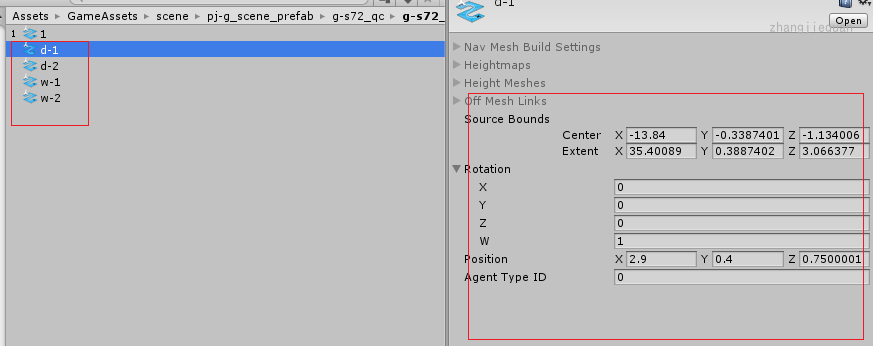 Assets ▸ GameAssets ▸ scene ▸ pj-g_scene_prefab ▸ g-s72_qc ▸ g-s72_
1 1
d-1
d-2
w-1
w-2
d-1
zhangjiequan
Open
Nav Mesh Build Settings
Heightmaps
Height Meshes
Off Mesh Links
Source Bounds
Center X -13.84 Y -0.3387401 Z -1.134006
Extent X 35.40089 Y 0.3887402 Z 3.066377
Rotation
X 0
Y 0
Z 0
W 1
Position X 2.9 Y 0.4 Z 0.7500001
Agent Type ID 0